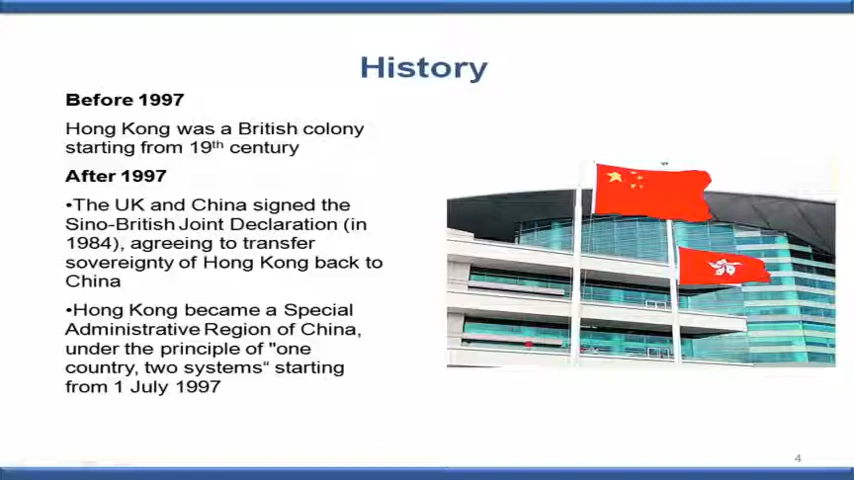 History
Before 1997
Hong Kong was a British colony
starting from 19th century
After 1997
•The UK and China signed the
Sino-British Joint Declaration (in
1984), agreeing to transfer
sovereignty of Hong Kong back to
China
•Hong Kong became a Special
Administrative Region of China,
under the principle of "one
country, two systems“ starting
from 1 July 1997
4